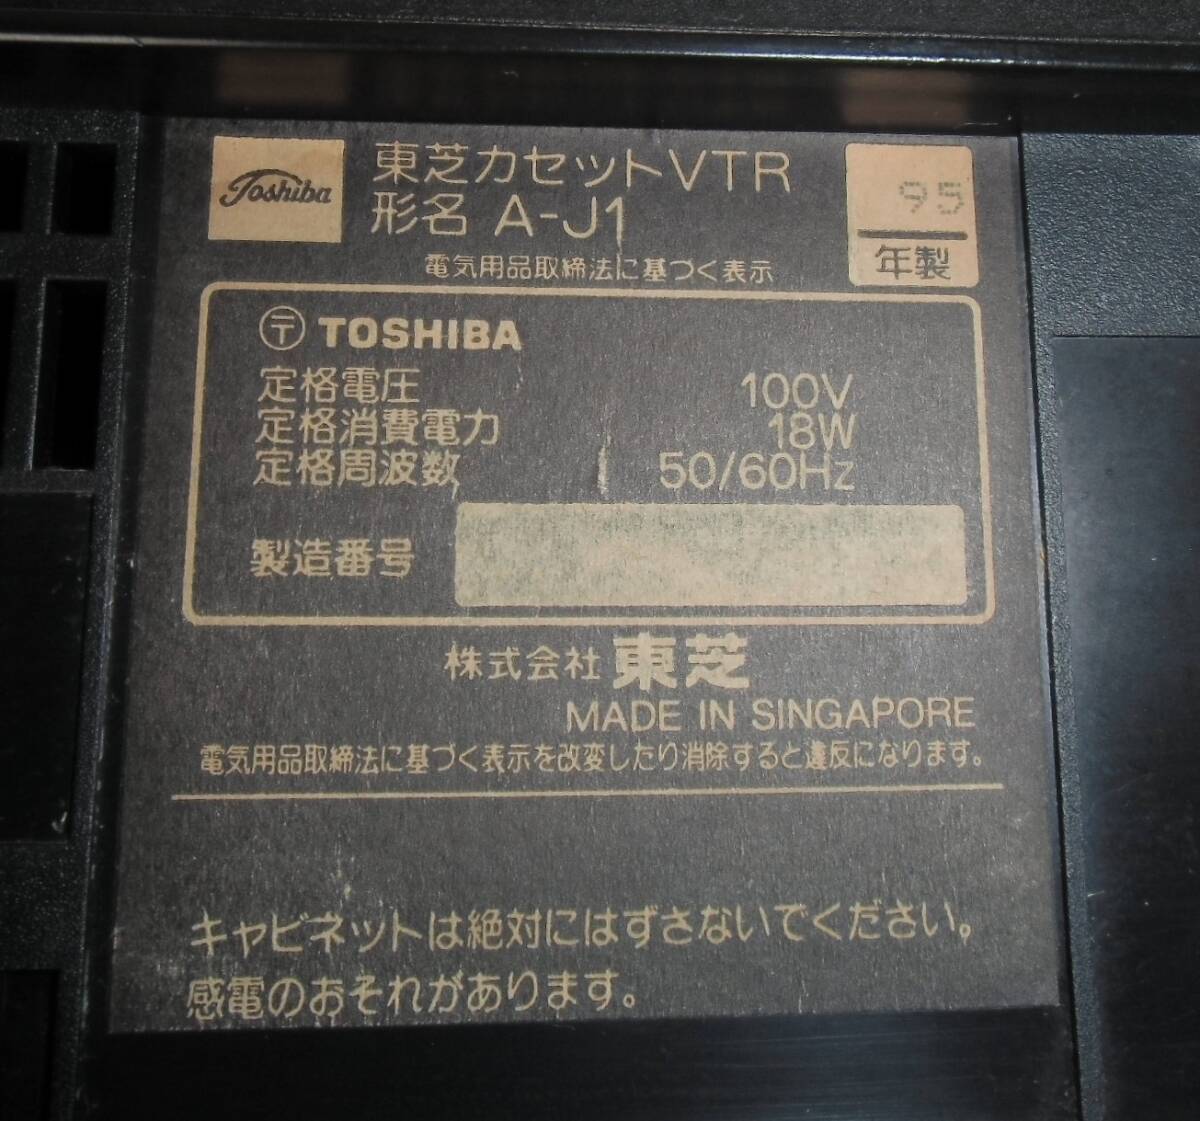 Toshiba
東芝カセットVTR
形名 A-J1
95
年製
電気用品取締法に基づく表示
〒 TOSHIBA
定格電圧 100V
定格消費電力 18W
定格周波数 50/60Hz
製造番号
株式会社 東芝
MADE IN SINGAPORE
電気用品取締法に基づく表示を改変したり消除すると違反になります。
キャビネットは絶対にはずさないでください。
感電のおそれがあります。